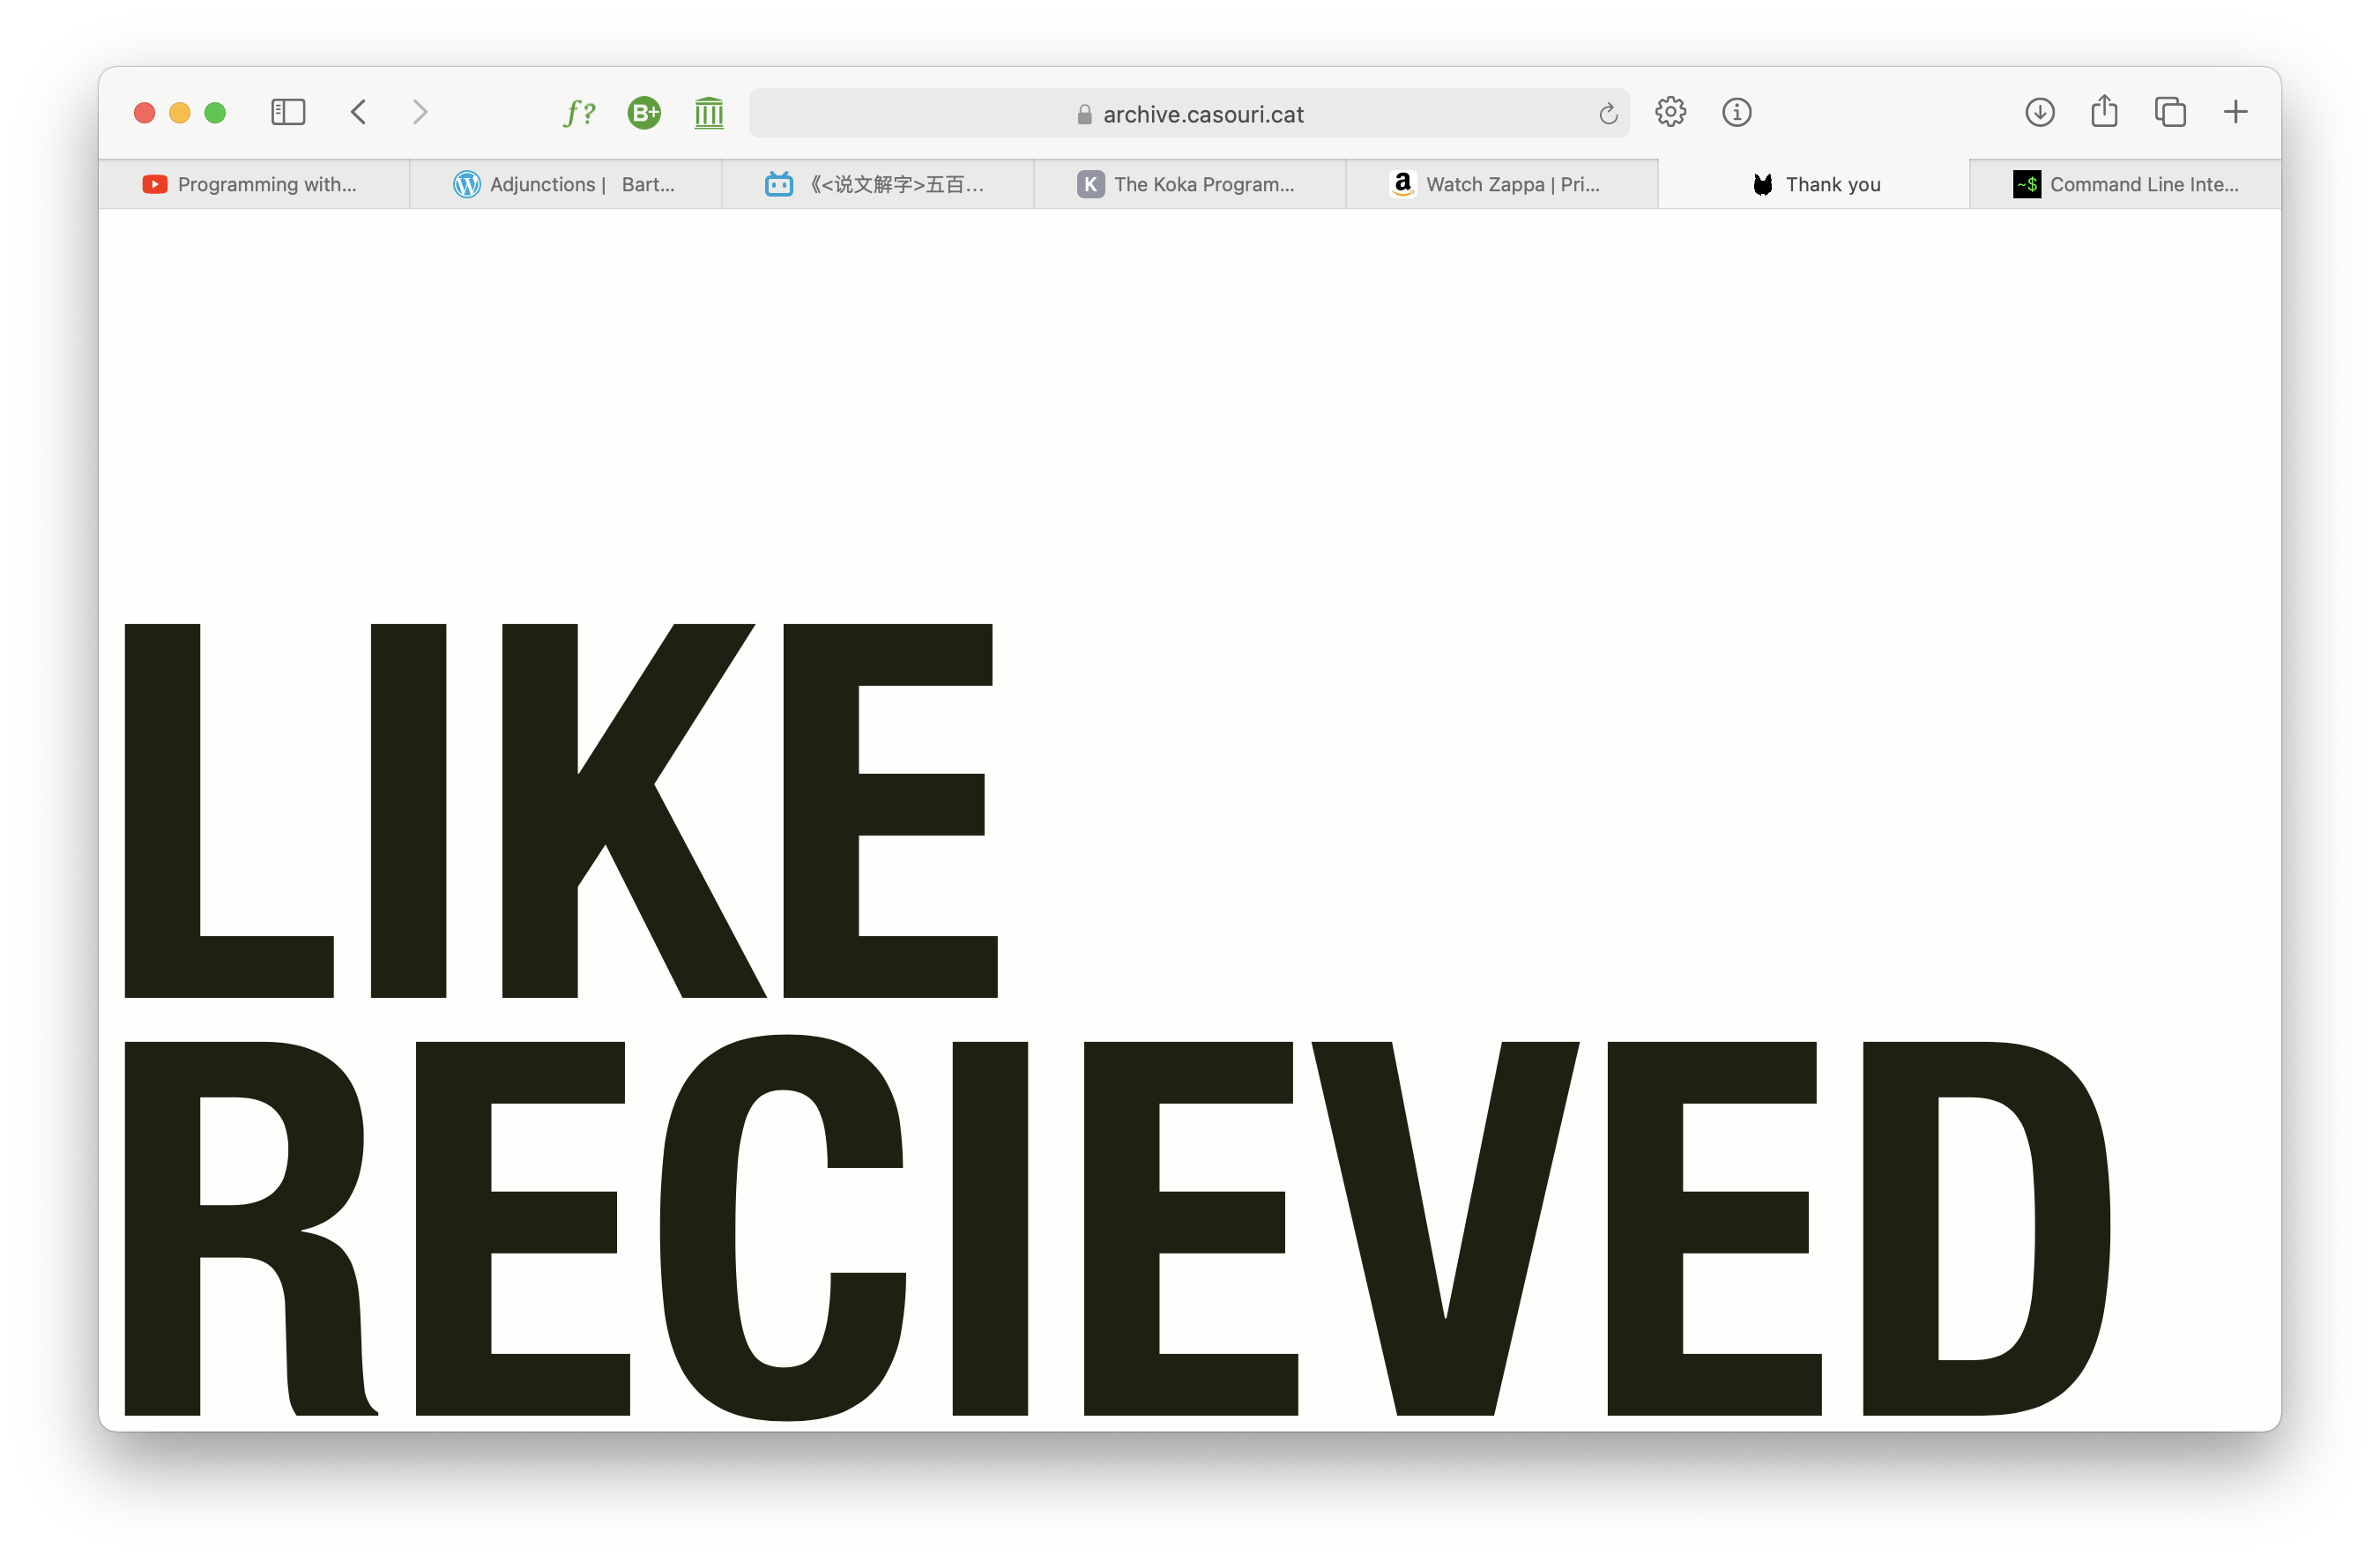 ƒ? B+ archive.casouri.cat
Programming with...
Adjunctions | Bart...
《<说文解字>五百...
K The Koka Program...
a Watch Zappa | Pri...
Thank you
~$ Command Line Inte...
LIKE
RECIEVED